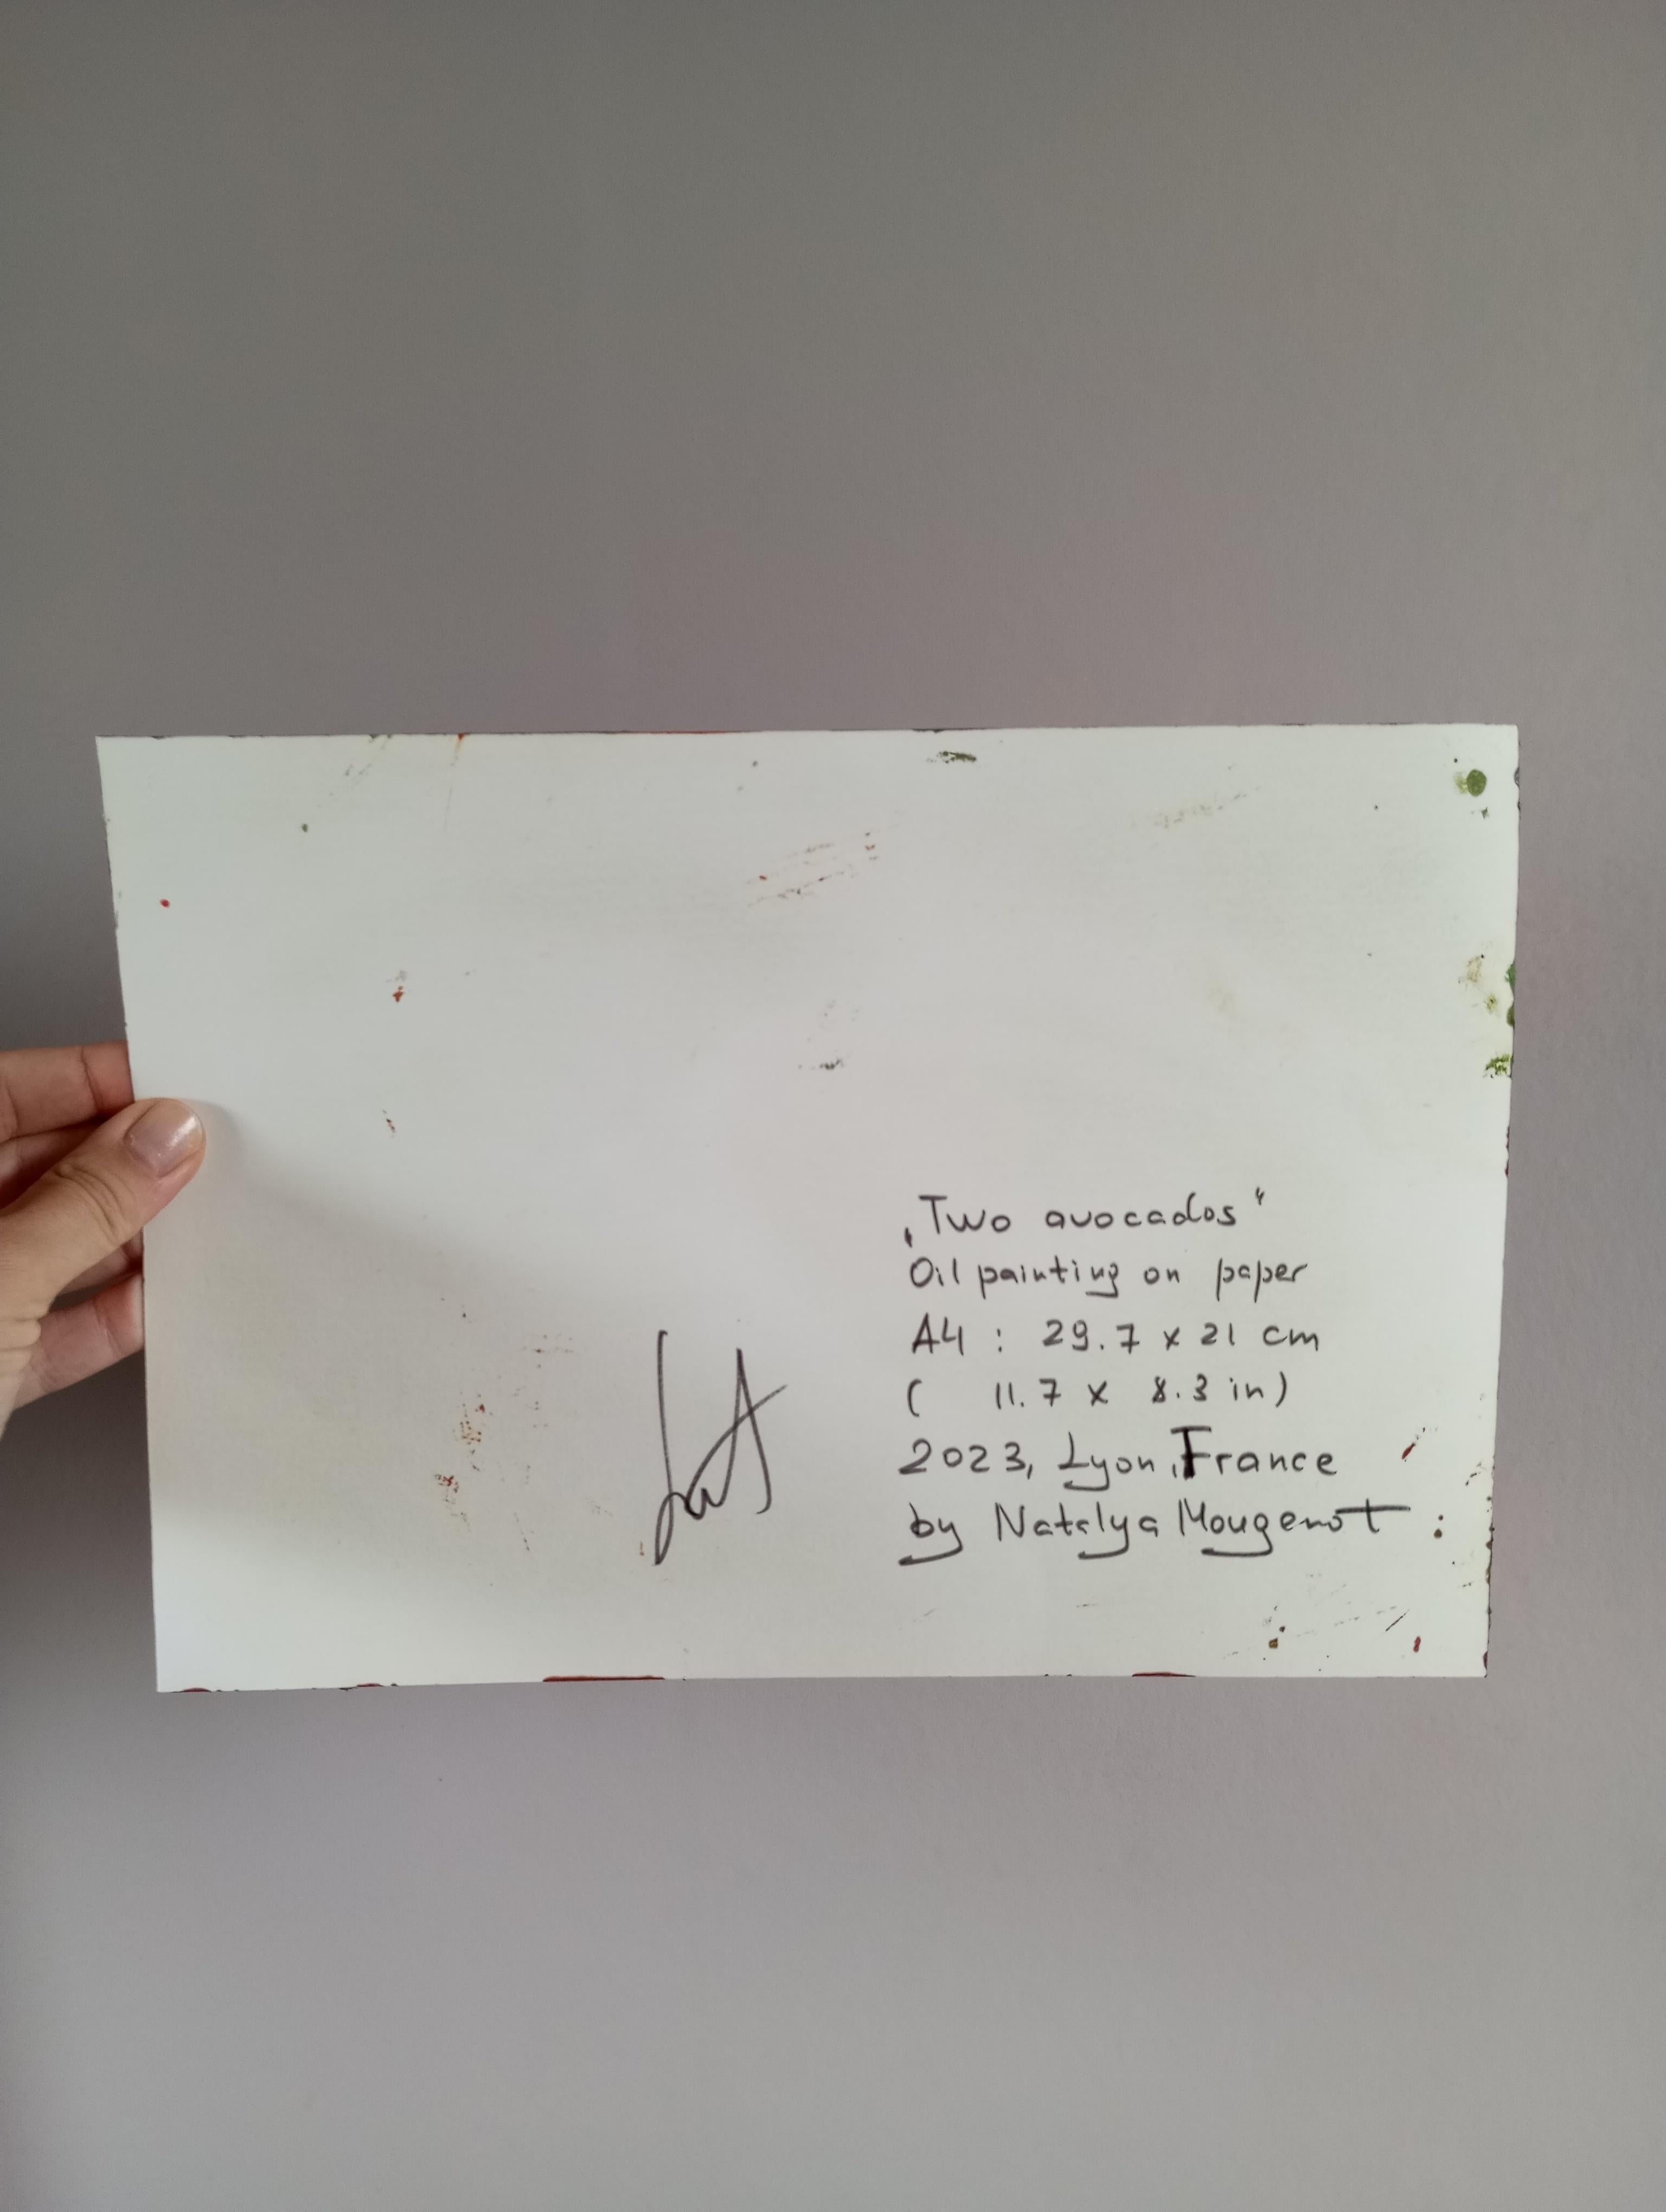 „Two avocados“
Oil painting on paper
A4 : 29.7 x 21 cm
( 11.7 x 8.3 in)
2023, Lyon, France
by Natalya Mougenot